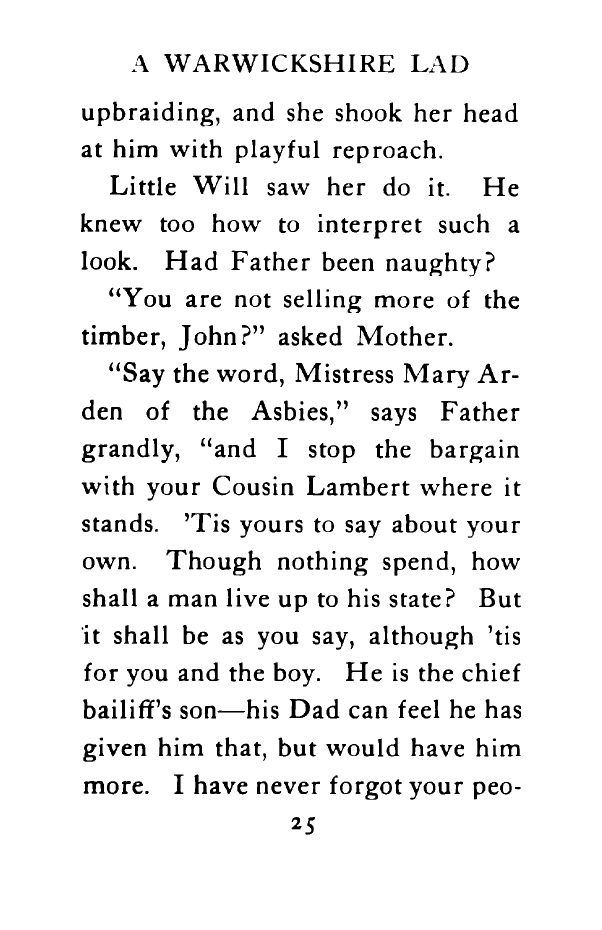 A WARWICKSHIRE LAD
upbraiding, and she shook her head
at him with playful reproach.
Little Will saw her do it. He
knew too how to interpret such a
look. Had Father been naughty?
“You are not selling more of the
timber, John?” asked Mother.
“Say the word, Mistress Mary Ar-
den of the Asbies,” says Father
grandly, “and I stop the bargain
with your Cousin Lambert where it
stands. ’Tis yours to say about your
own. Though nothing spend, how
shall a man live up to his state? But
it shall be as you say, although ’tis
for you and the boy. He is the chief
bailiff’s son—his Dad can feel he has
given him that, but would have him
more. I have never forgot your peo-
25